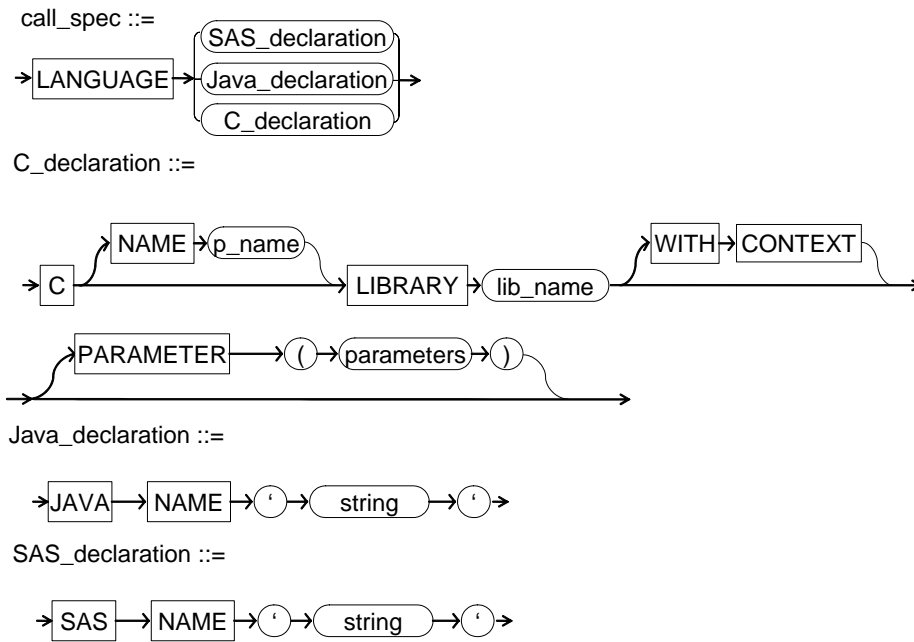 call_spec ::=
SAS_declaration
LANGUAGE Java_declaration
C_declaration
C_declaration ::=
NAME p_name WITH CONTEXT
C LIBRARY lib_name
PARAMETER ( parameters )
Java_declaration ::=
JAVA NAME ‘ string ‘
SAS_declaration ::=
SAS NAME ‘ string ‘